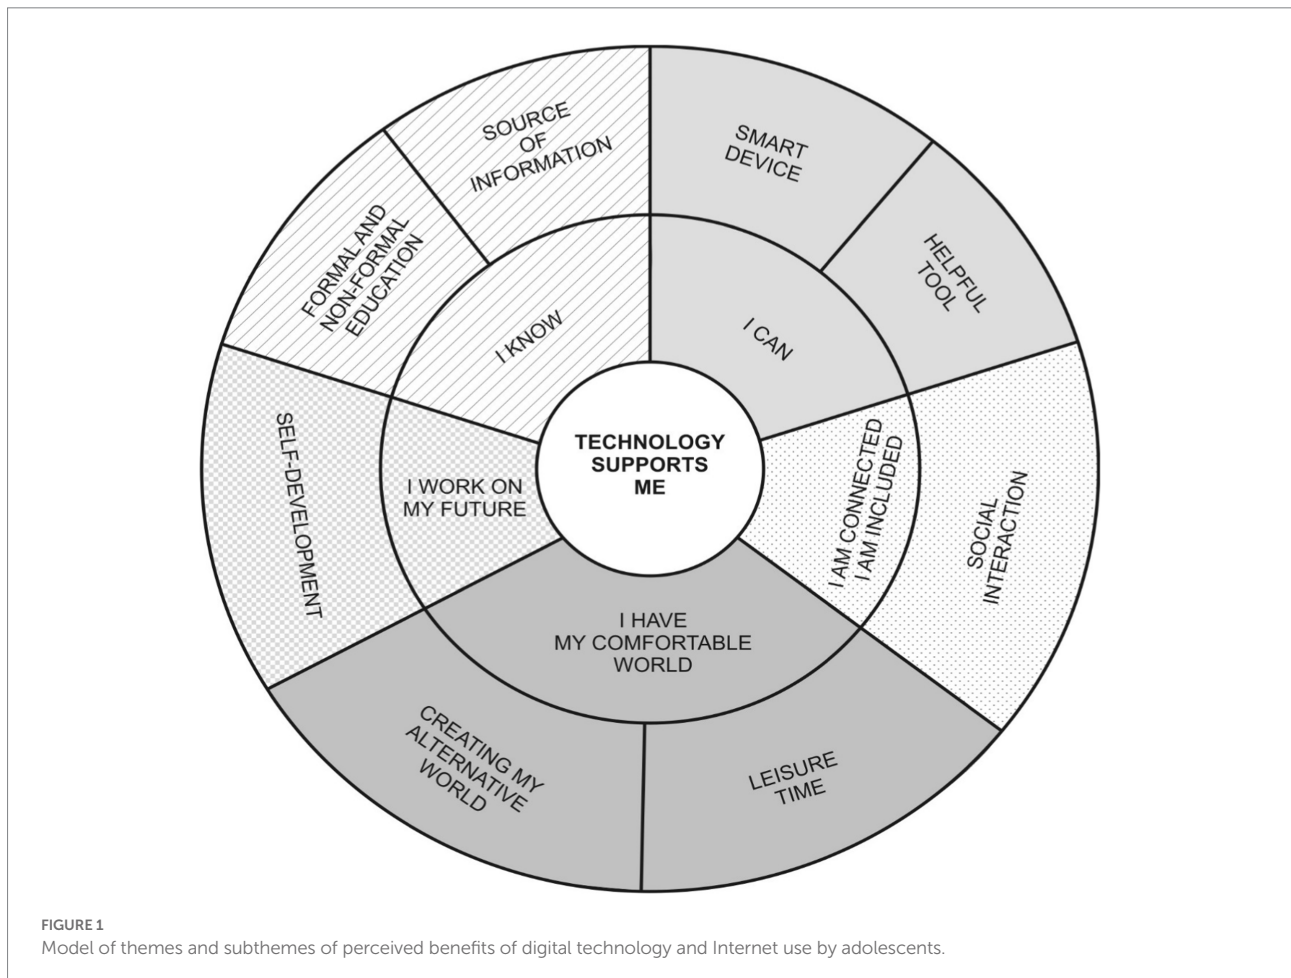 SOURCE
OF
INFORMATION
SMART
DEVICE
FORMAL AND
NON-FORMAL
EDUCATION
HELPFUL
TOOL
I KNOW
I CAN
TECHNOLOGY
SUPPORTS
ME
SELF-DEVELOPMENT
I WORK ON
MY FUTURE
I AM CONNECTED
I AM INCLUDED
SOCIAL
INTERACTION
I HAVE
MY COMFORTABLE
WORLD
CREATING MY
ALTERNATIVE
WORLD
LEISURE
TIME
FIGURE 1
Model of themes and subthemes of perceived benefits of digital technology and Internet use by adolescents.